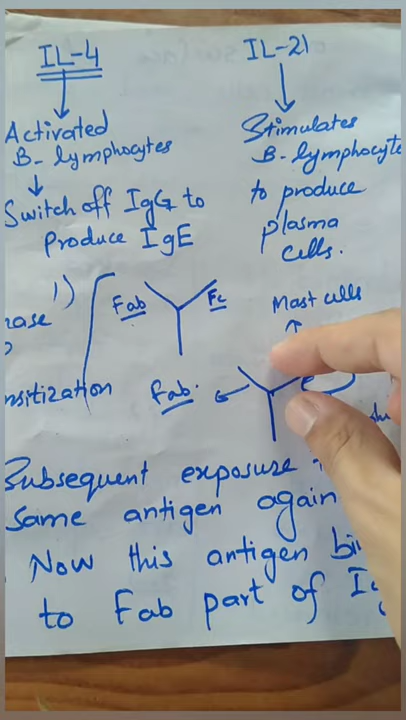 IL-4
Activated
B-lymphocytes
Switch off IgG to
produce IgE
IL-21
Stimulates
B-lymphocyte
to produce
plasma
cells.
1)
Fab
Fc
Mast cells
Fab.
Subsequent exposure
same antigen again
Now this antigen
to Fab part of